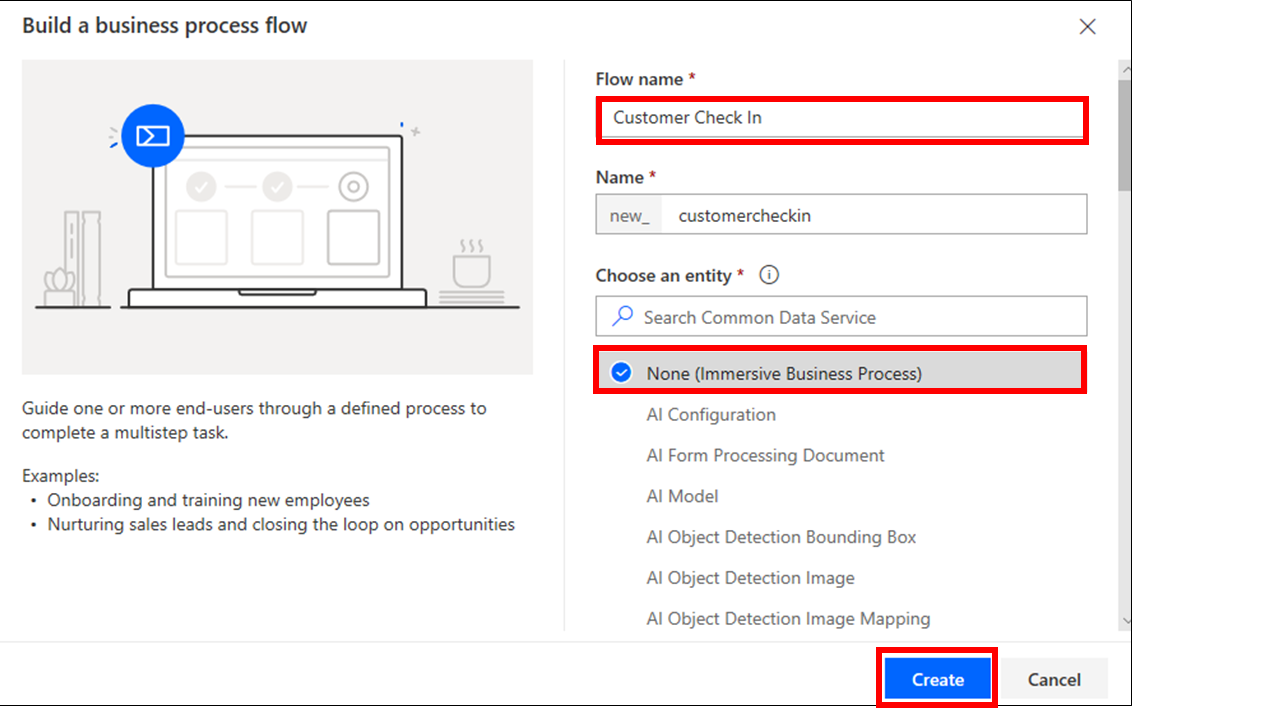 Build a business process flow
Guide one or more end-users through a defined process to
complete a multistep task.
Examples:
• Onboarding and training new employees
• Nurturing sales leads and closing the loop on opportunities
Flow name *
Customer Check In
Name *
new_ customercheckin
Choose an entity *
Search Common Data Service
None (Immersive Business Process)
AI Configuration
AI Form Processing Document
AI Model
AI Object Detection Bounding Box
AI Object Detection Image
AI Object Detection Image Mapping
Create Cancel